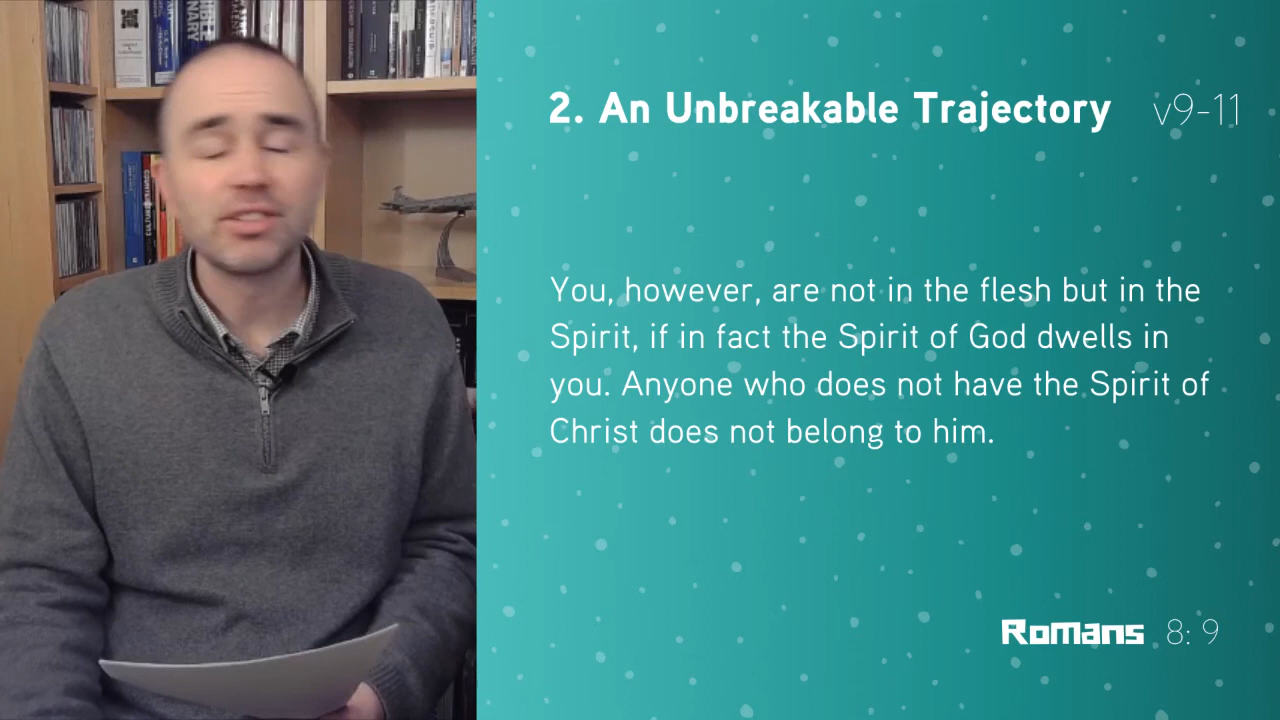 2. An Unbreakable Trajectory v9-11
You, however, are not in the flesh but in the
Spirit, if in fact the Spirit of God dwells in
you. Anyone who does not have the Spirit of
Christ does not belong to him.
Romans 8: 9